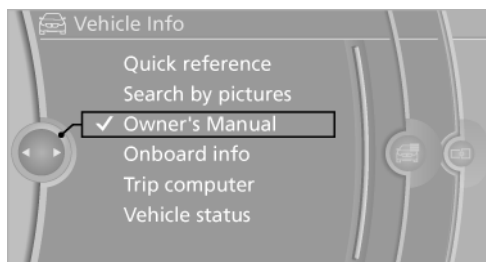 Vehicle Info
Quick reference
Search by pictures
Owner's Manual
Onboard info
Trip computer
Vehicle status